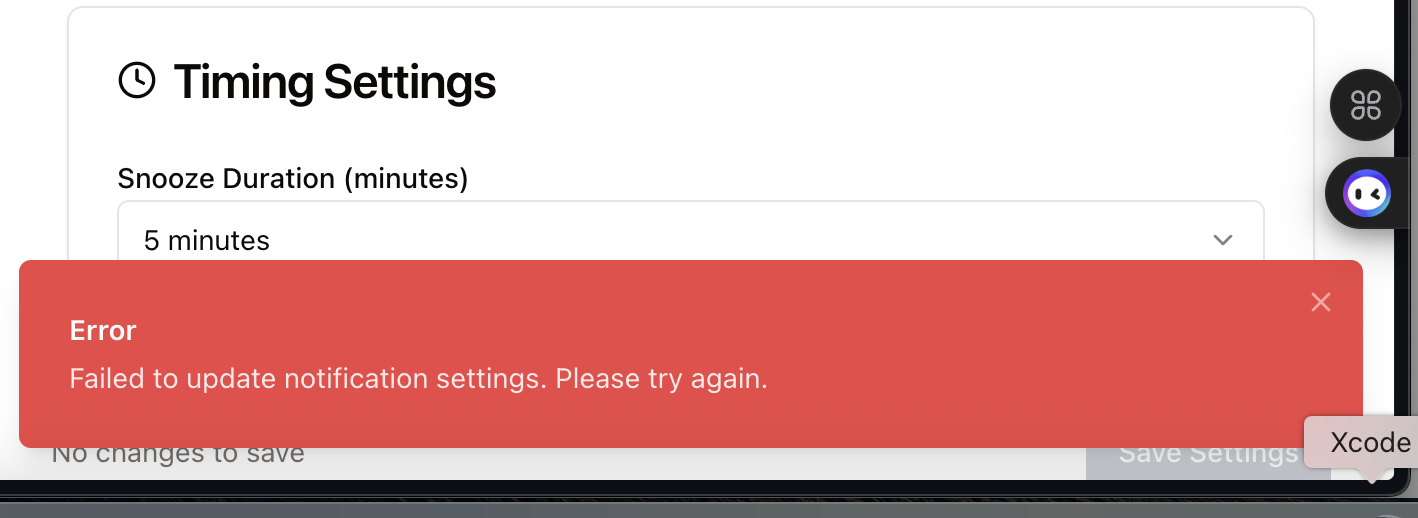 Timing Settings
Snooze Duration (minutes)
5 minutes
Error
Failed to update notification settings. Please try again.
No changes to save
Save Settings
Xcode